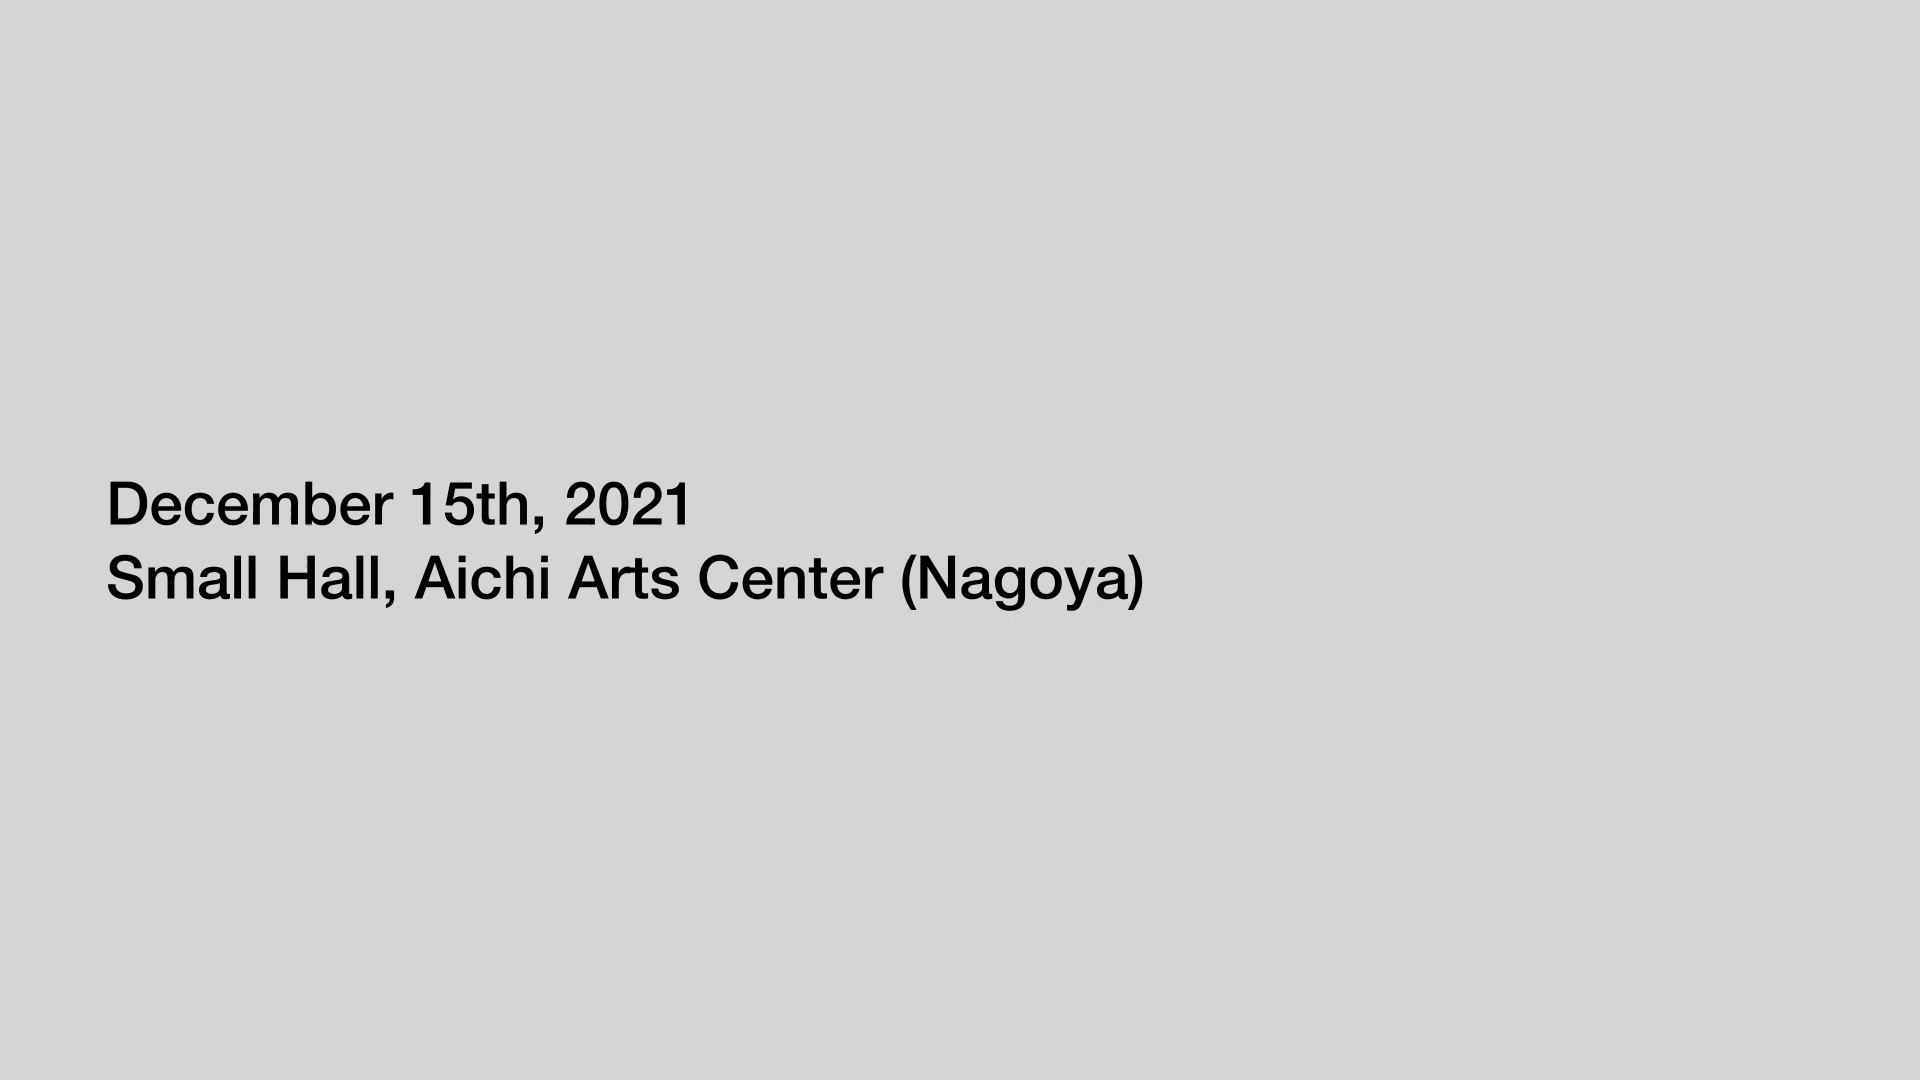 December 15th, 2021
Small Hall, Aichi Arts Center (Nagoya)